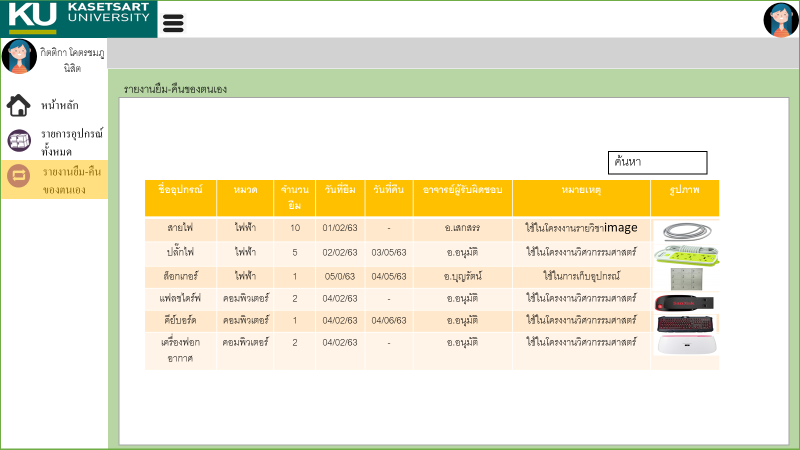 KU KASETSART
UNIVERSITY
กิตติกา โคตรชมภู
นิสิต
หน้าหลัก
รายการอุปกรณ์
ทั้งหมด
รายงานยืม-คืน
ของตนเอง
รายงานยืม-คืนของตนเอง
ค้นหา
ชื่ออุปกรณ์ หมวด จำนวน วันที่ยืม วันที่คืน อาจารย์ผู้รับผิดชอบ หมายเหตุ รูปภาพ
ยืม
สายไฟ ไฟฟ้า 10 01/02/63 - อ.เสกสรร ใช้ในโครงงานรายวิชาimage
ปลั๊กไฟ ไฟฟ้า 5 02/02/63 03/05/63 อ.อนุมัติ ใช้ในโครงงานวิศวกรรมศาสตร์
ล็อกเกอร์ ไฟฟ้า 1 05/0/63 04/05/63 อ.บุญรัตน์ ใช้ในการเก็บอุปกรณ์
แฟลชไดร์ฟ คอมพิวเตอร์ 2 04/02/63 - อ.อนุมัติ ใช้ในโครงงานวิศวกรรมศาสตร์
คีย์บอร์ด คอมพิวเตอร์ 1 04/02/63 04/06/63 อ.อนุมัติ ใช้ในโครงงานวิศวกรรมศาสตร์
เครื่องฟอก คอมพิวเตอร์ 2 04/02/63 - อ.อนุมัติ ใช้ในโครงงานวิศวกรรมศาสตร์
อากาศ